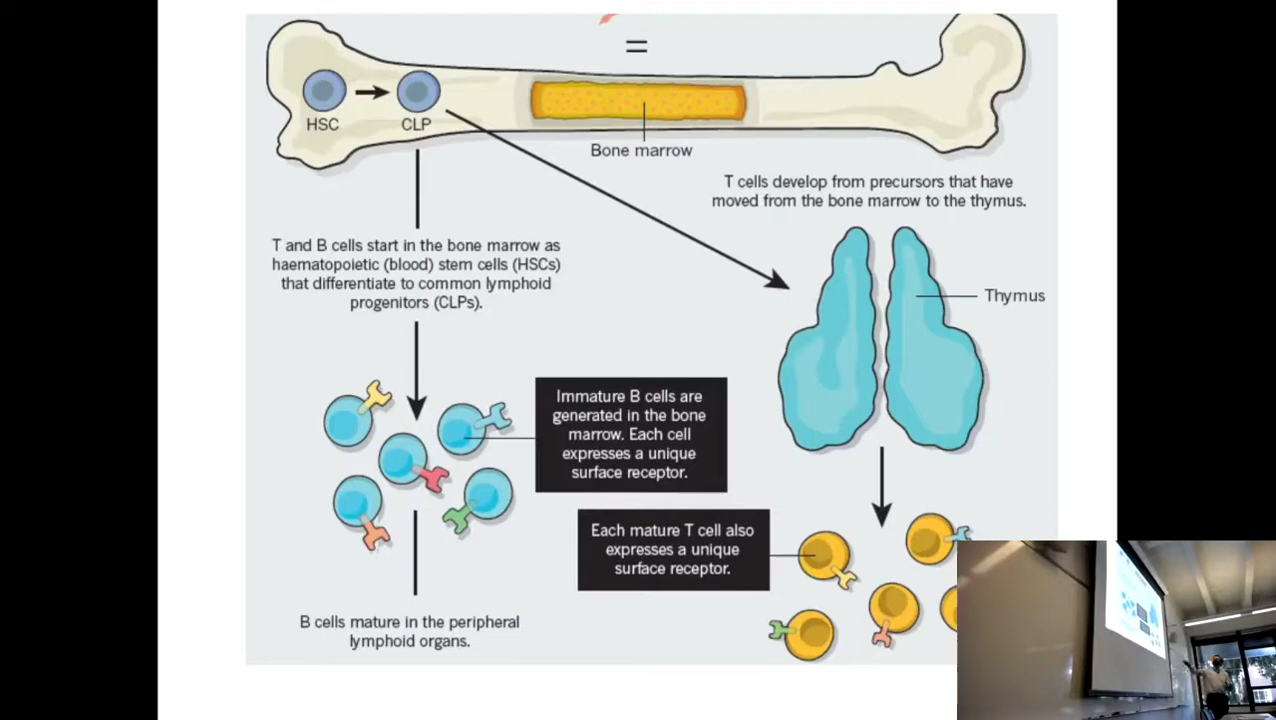 =
HSC
CLP
Bone marrow
T cells develop from precursors that have
moved from the bone marrow to the thymus.
T and B cells start in the bone marrow as
haematopoietic (blood) stem cells (HSCs)
that differentiate to common lymphoid
progenitors (CLPs).
Thymus
Immature B cells are
generated in the bone
marrow. Each cell
expresses a unique
surface receptor.
Each mature T cell also
expresses a unique
surface receptor.
B cells mature in the peripheral
lymphoid organs.